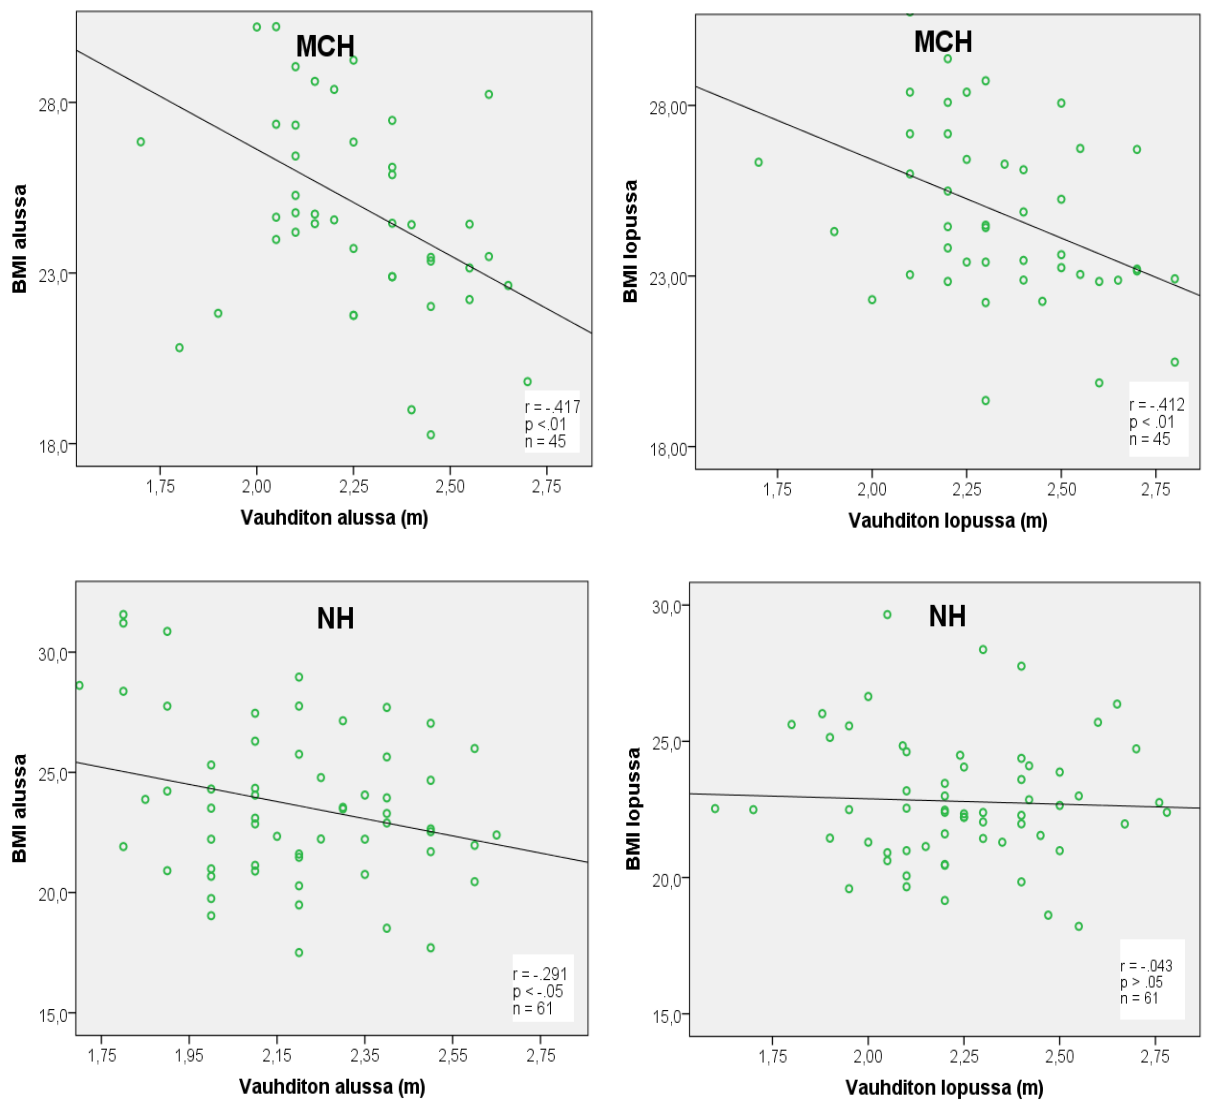 MCH
BMI alussa
28,0
23,0
18,0
r = -.417
p <.01
n = 45
1,75 2,00 2,25 2,50 2,75
Vauhditon alussa (m)
MCH
BMI lopussa
28,00
23,00
18,00
r = -.412
p < .01
n = 45
1,75 2,00 2,25 2,50 2,75
Vauhditon lopussa (m)
NH
BMI alussa
30,0
25,0
20,0
15,0
r = -.291
p < -.05
n = 61
1,75 1,95 2,15 2,35 2,55 2,75
Vauhditon alussa (m)
NH
BMI lopussa
30,0
25,0
20,0
15,0
r = -.043
p > .05
n = 61
1,75 2,00 2,25 2,50 2,75
Vauhditon lopussa (m)